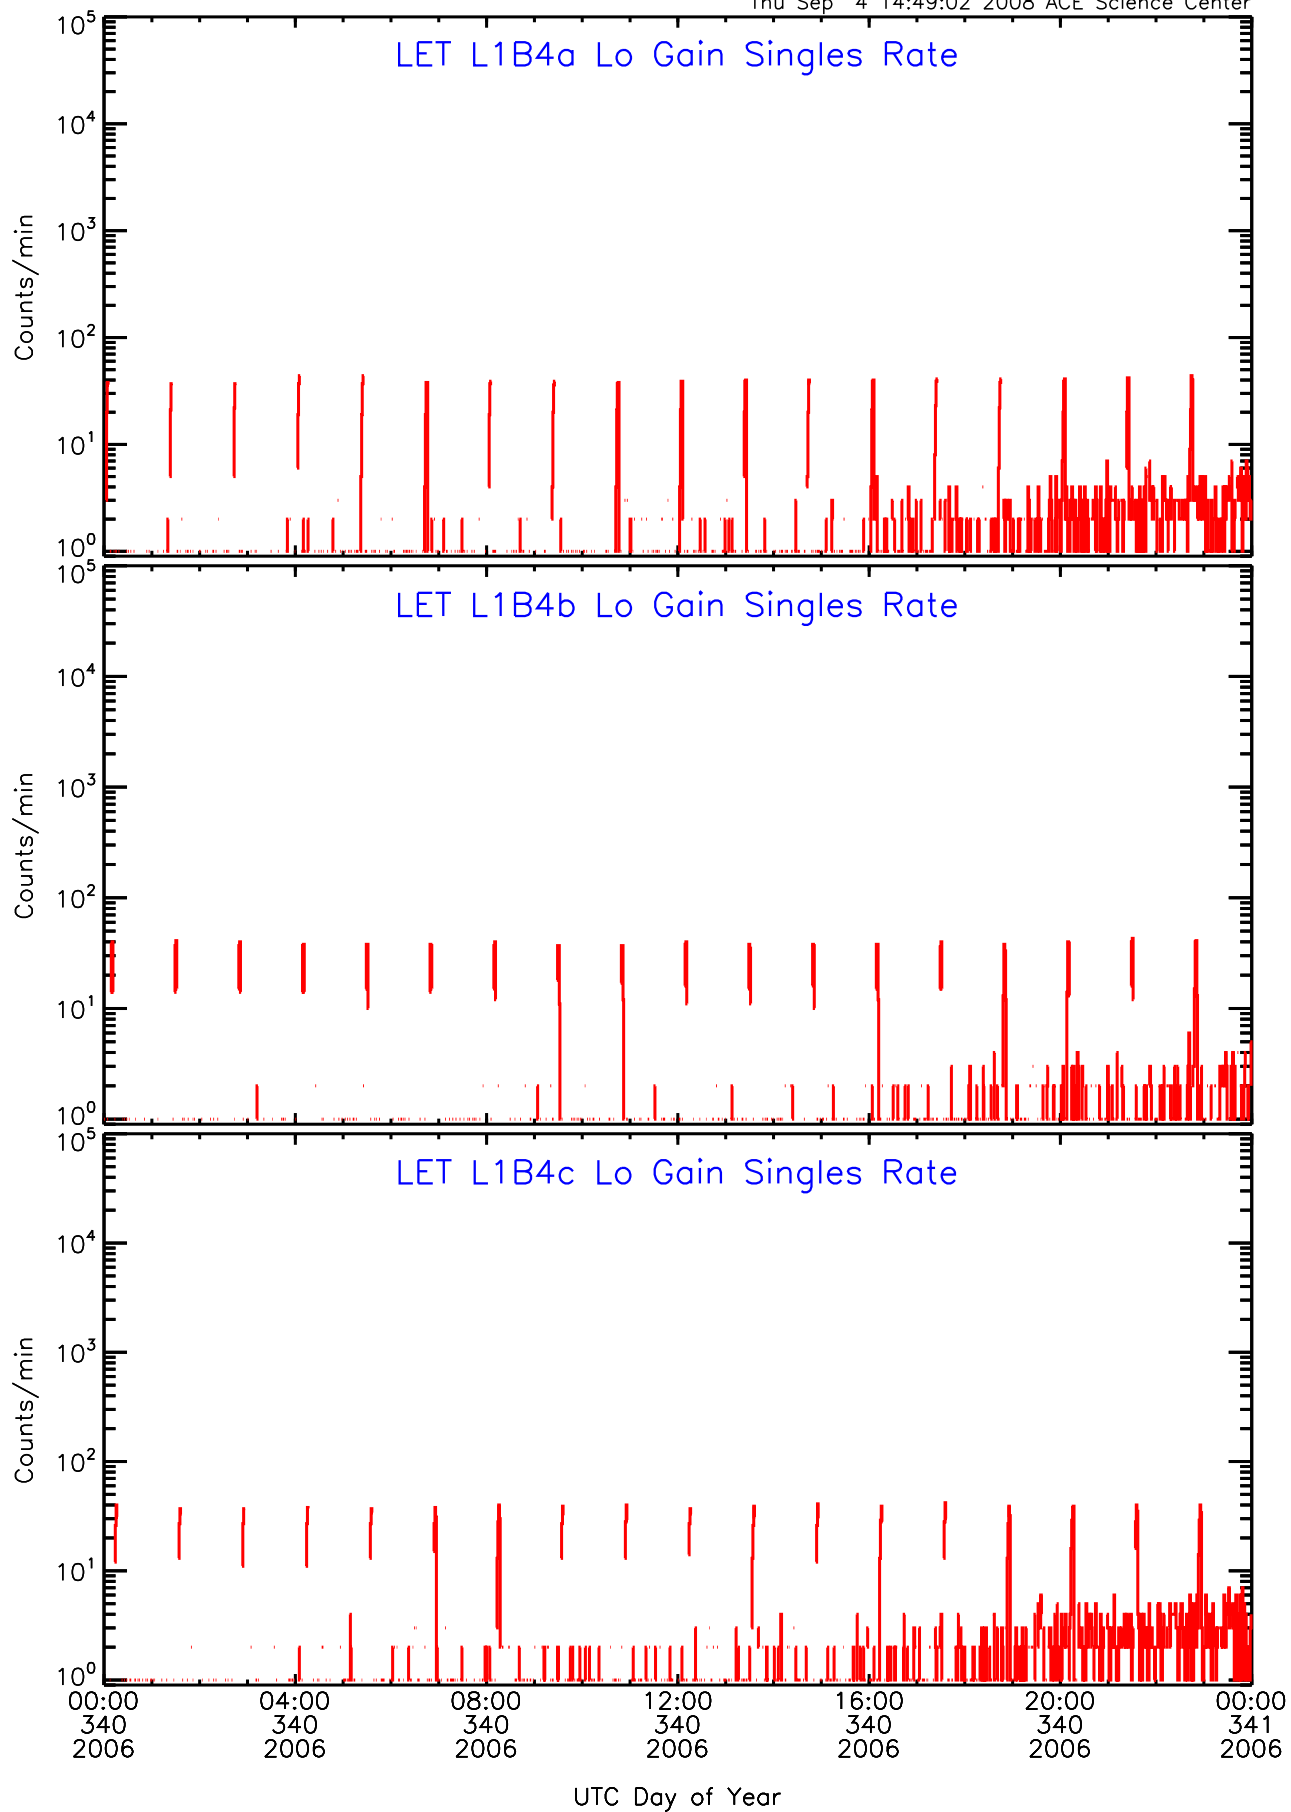 Thu Sep 4 14:49:02 2008 ACE Science Center
LET L1B4a Lo Gain Singles Rate
10^5
10^4
10^3
10^2
10^1
10^0
Counts/min
LET L1B4b Lo Gain Singles Rate
10^5
10^4
10^3
10^2
10^1
10^0
Counts/min
LET L1B4c Lo Gain Singles Rate
10^5
10^4
10^3
10^2
10^1
10^0
Counts/min
00:00 04:00 08:00 12:00 16:00 20:00 00:00
340 340 340 340 340 340 341
2006 2006 2006 2006 2006 2006 2006
UTC Day of Year